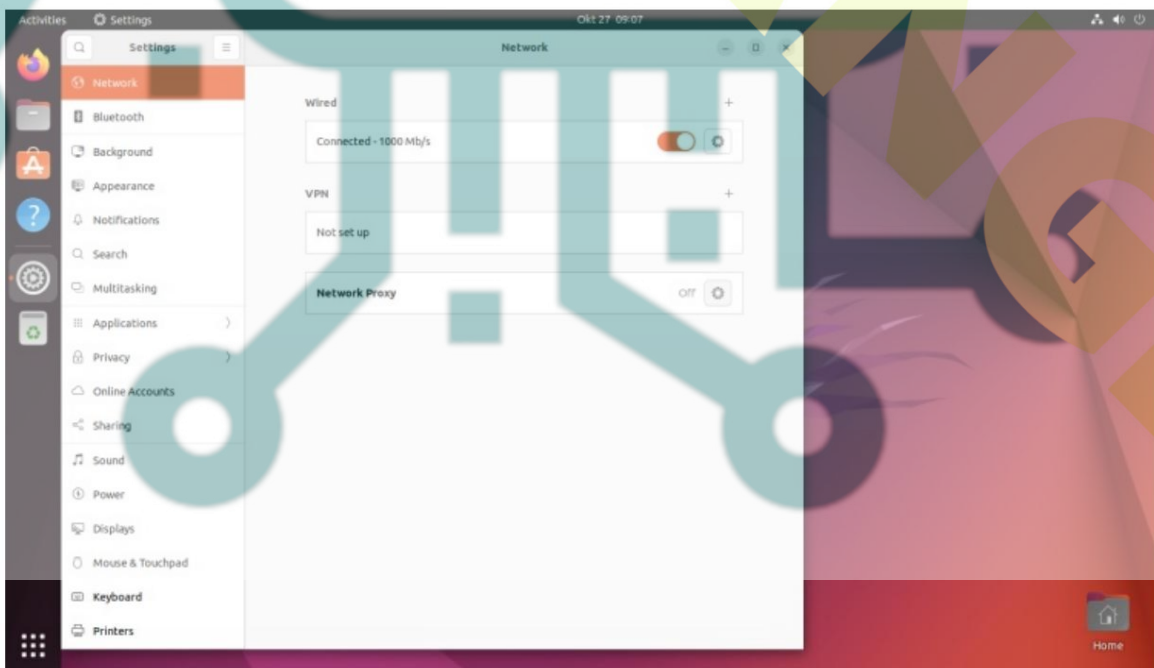 Activities Settings Okt 27 09:07
Settings Network
Network
Bluetooth
Background
Appearance
Notifications
Search
Multitasking
Applications
Privacy
Online Accounts
Sharing
Sound
Power
Displays
Mouse & Touchpad
Keyboard
Printers
Wired
Connected - 1000 Mb/s
VPN
Not set up
Network Proxy Off
Home